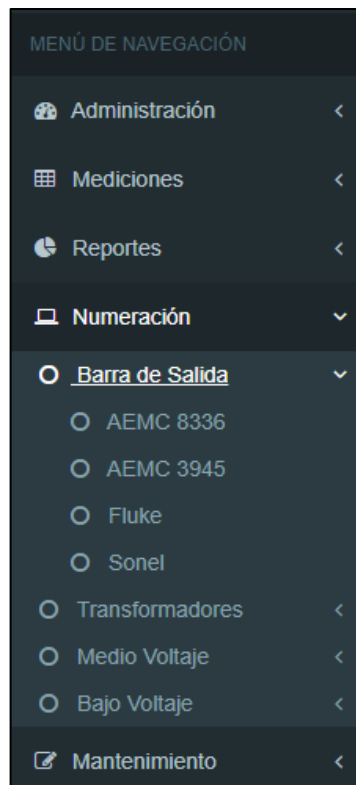 MENÚ DE NAVEGACIÓN
Administración
Mediciones
Reportes
Numeración
Barra de Salida
AEMC 8336
AEMC 3945
Fluke
Sonel
Transformadores
Medio Voltaje
Bajo Voltaje
Mantenimiento